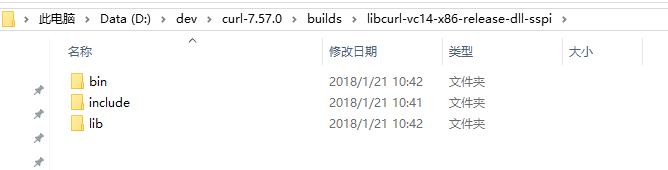 此电脑 > Data (D:) > dev > curl-7.57.0 > builds > libcurl-vc14-x86-release-dll-sspi >
名称 修改日期 类型 大小
bin 2018/1/21 10:42 文件夹
include 2018/1/21 10:41 文件夹
lib 2018/1/21 10:42 文件夹